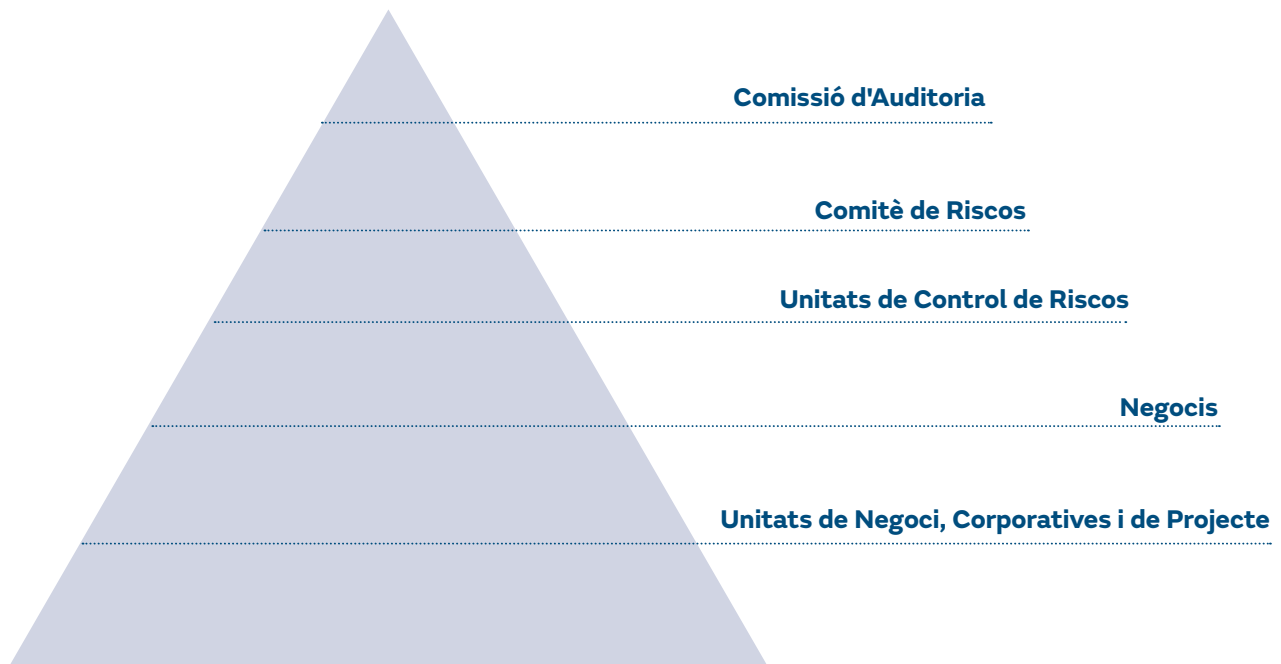 Comissió d'Auditoria
Comitè de Riscos
Unitats de Control de Riscos
Negocis
Unitats de Negoci, Corporatives i de Projecte